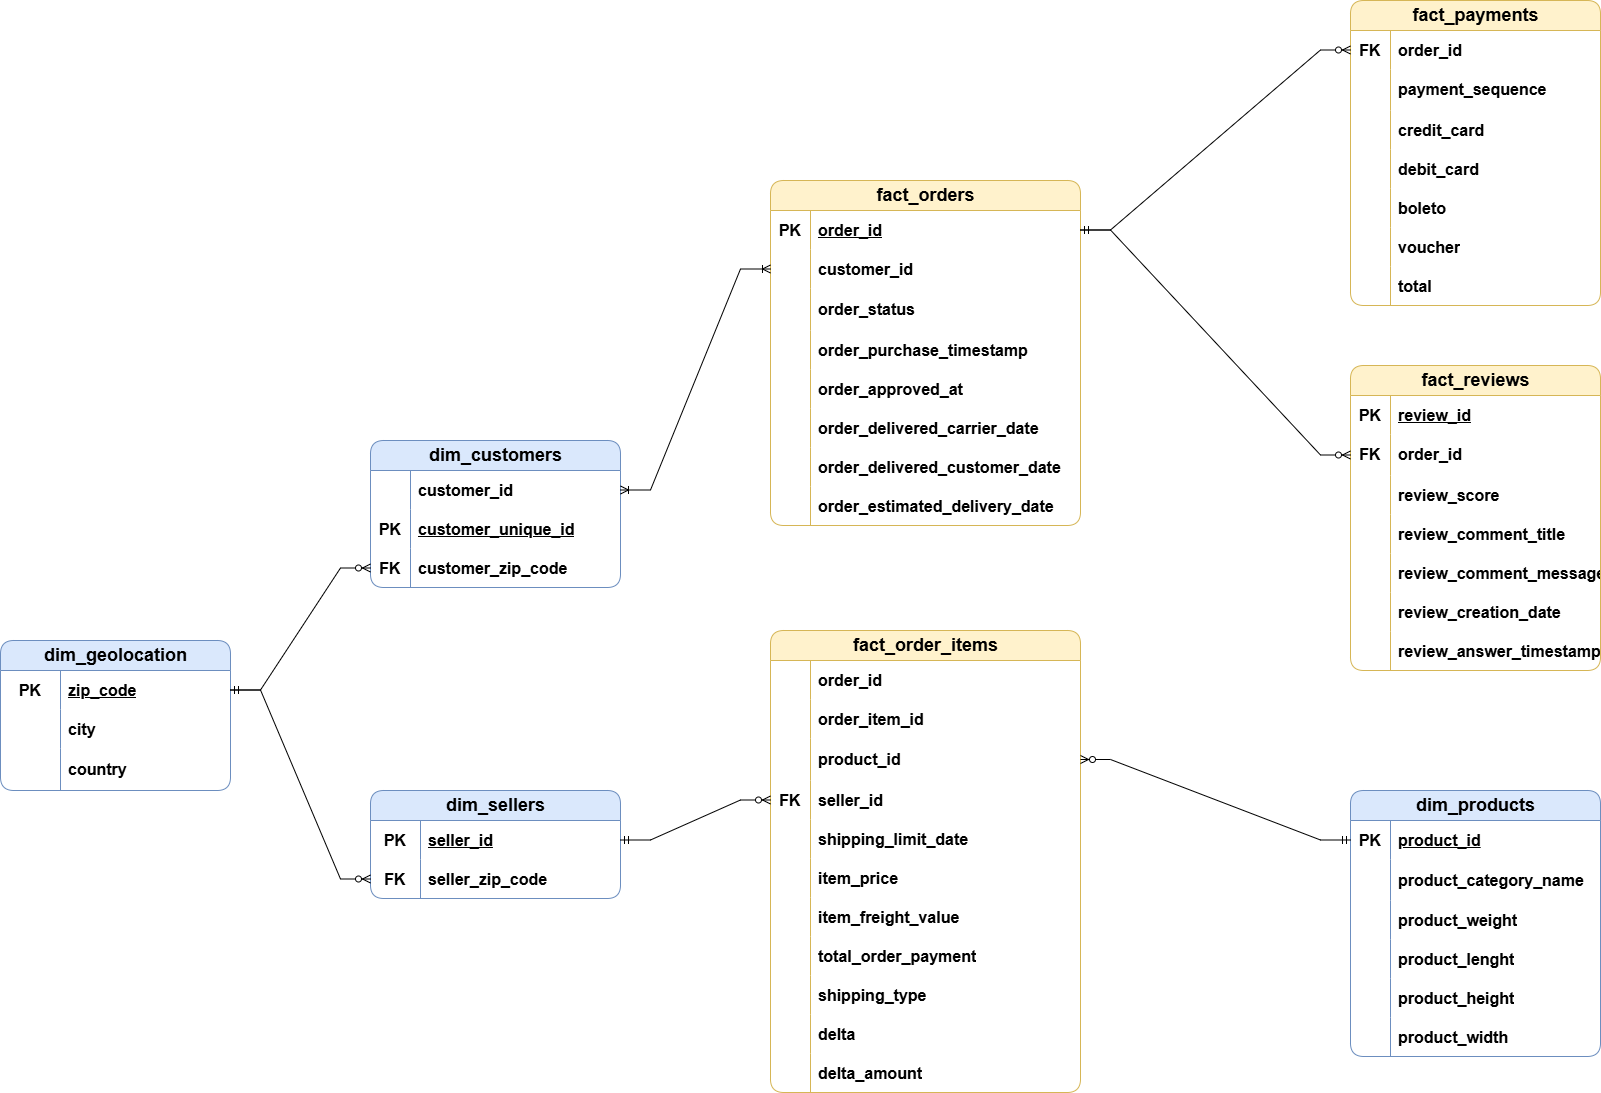 fact_payments
FK order_id
payment_sequence
credit_card
debit_card
boleto
voucher
total
fact_orders
PK order_id
customer_id
order_status
order_purchase_timestamp
order_approved_at
order_delivered_carrier_date
order_delivered_customer_date
order_estimated_delivery_date
fact_reviews
PK review_id
FK order_id
review_score
review_comment_title
review_comment_message
review_creation_date
review_answer_timestamp
dim_customers
customer_id
PK customer_unique_id
FK customer_zip_code
dim_geolocation
PK zip_code
city
country
dim_sellers
PK seller_id
FK seller_zip_code
fact_order_items
order_id
order_item_id
product_id
FK seller_id
shipping_limit_date
item_price
item_freight_value
total_order_payment
shipping_type
delta
delta_amount
dim_products
PK product_id
product_category_name
product_weight
product_lenght
product_height
product_width